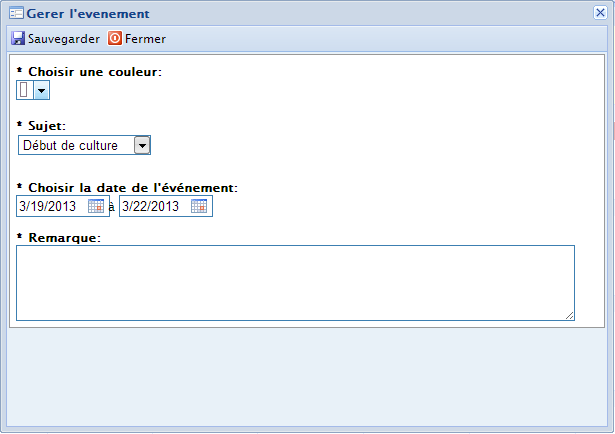 Gerer l'evenement
Sauvegarder Fermer
* Choisir une couleur:
* Sujet:
Début de culture
* Choisir la date de l'événement:
3/19/2013 à 3/22/2013
* Remarque: